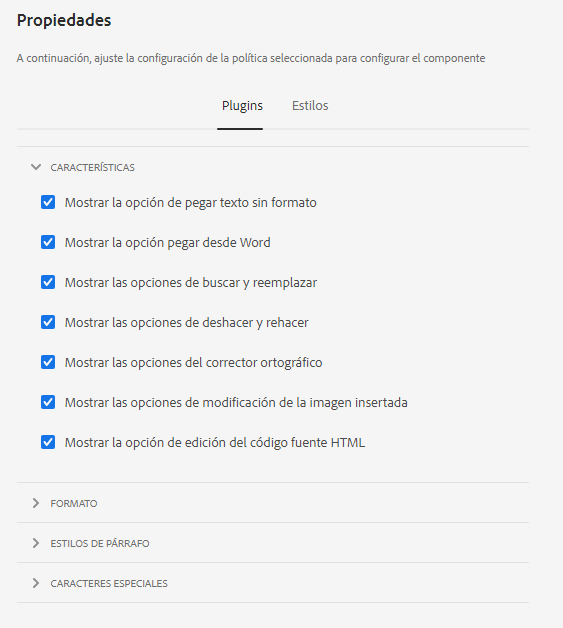 Propiedades
A continuación, ajuste la configuración de la política seleccionada para configurar el componente
Plugins
Estilos
CARACTERÍSTICAS
Mostrar la opción de pegar texto sin formato
Mostrar la opción pegar desde Word
Mostrar las opciones de buscar y reemplazar
Mostrar las opciones de deshacer y rehacer
Mostrar las opciones del corrector ortográfico
Mostrar las opciones de modificación de la imagen insertada
Mostrar la opción de edición del código fuente HTML
FORMATO
ESTILOS DE PÁRRAFO
CARACTERES ESPECIALES